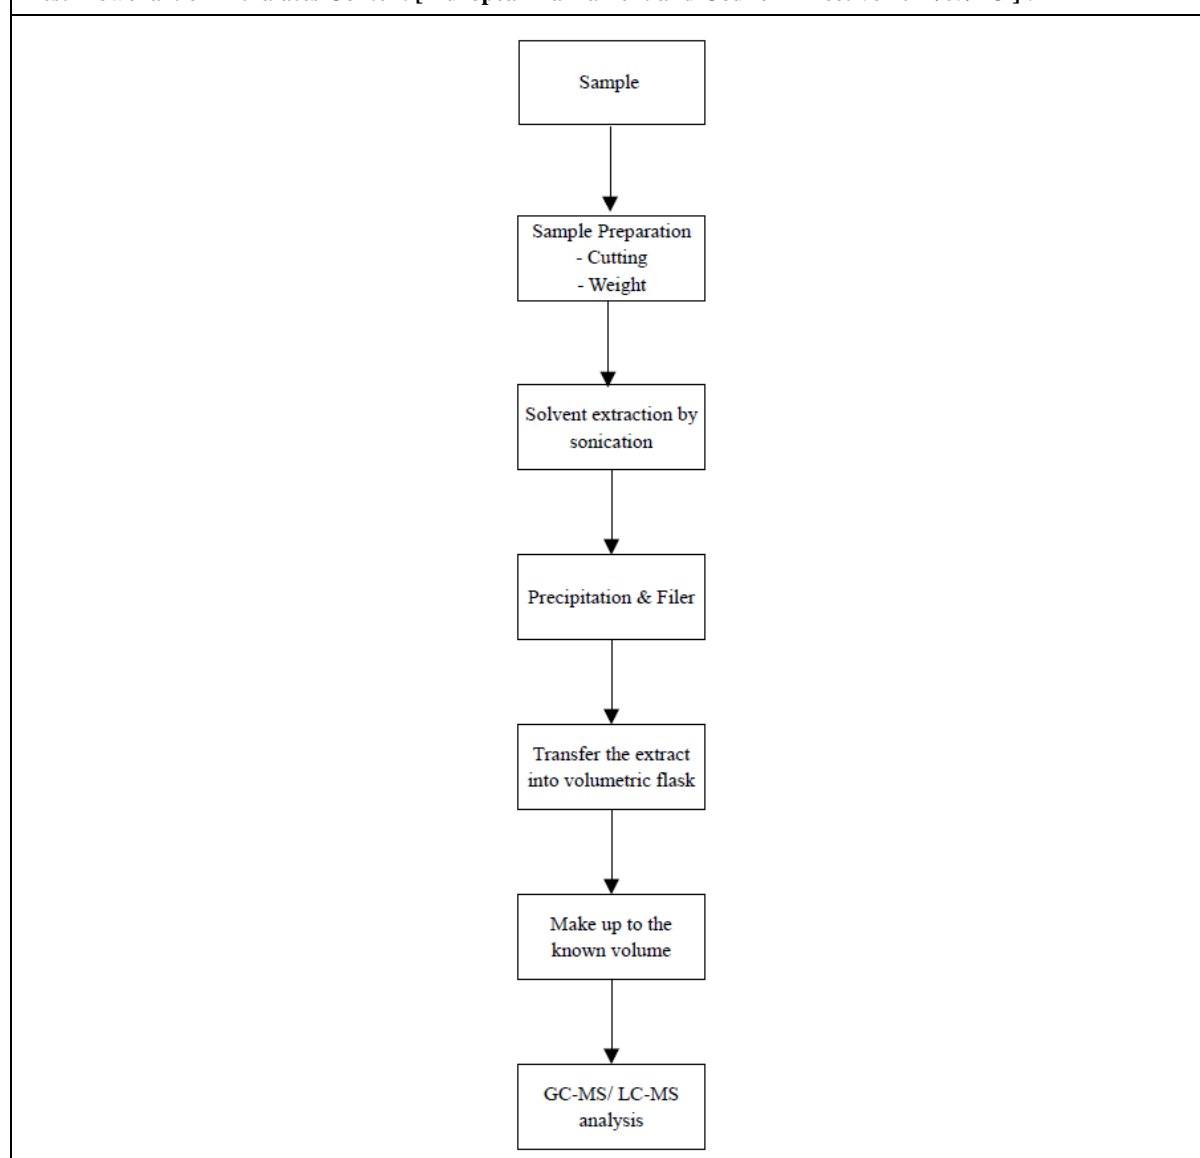 Sample
Sample Preparation
- Cutting
- Weight
Solvent extraction by
sonication
Precipitation & Filer
Transfer the extract
into volumetric flask
Make up to the
known volume
GC-MS/ LC-MS
analysis